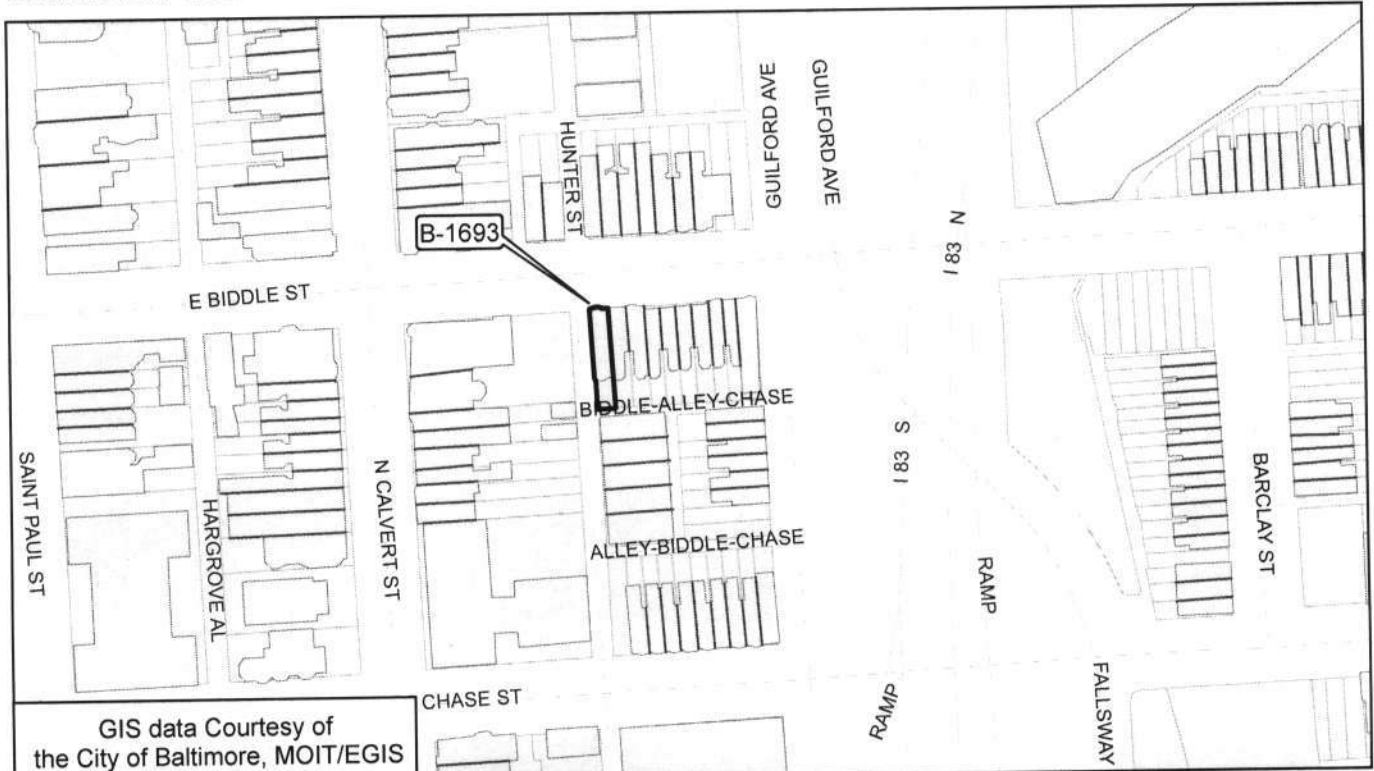 GUILFORD AVE
GUILFORD AVE
HUNTER ST
B-1693
I 83 N
E BIDDLE ST
BIDDLE-ALLEY-CHASE
I 83 S
SAINT PAUL ST
HARGROVE AL
N CALVERT ST
BARCLAY ST
ALLEY-BIDDLE-CHASE
RAMP
FALLSWAY
RAMP
CHASE ST
GIS data Courtesy of
the City of Baltimore, MOIT/EGIS